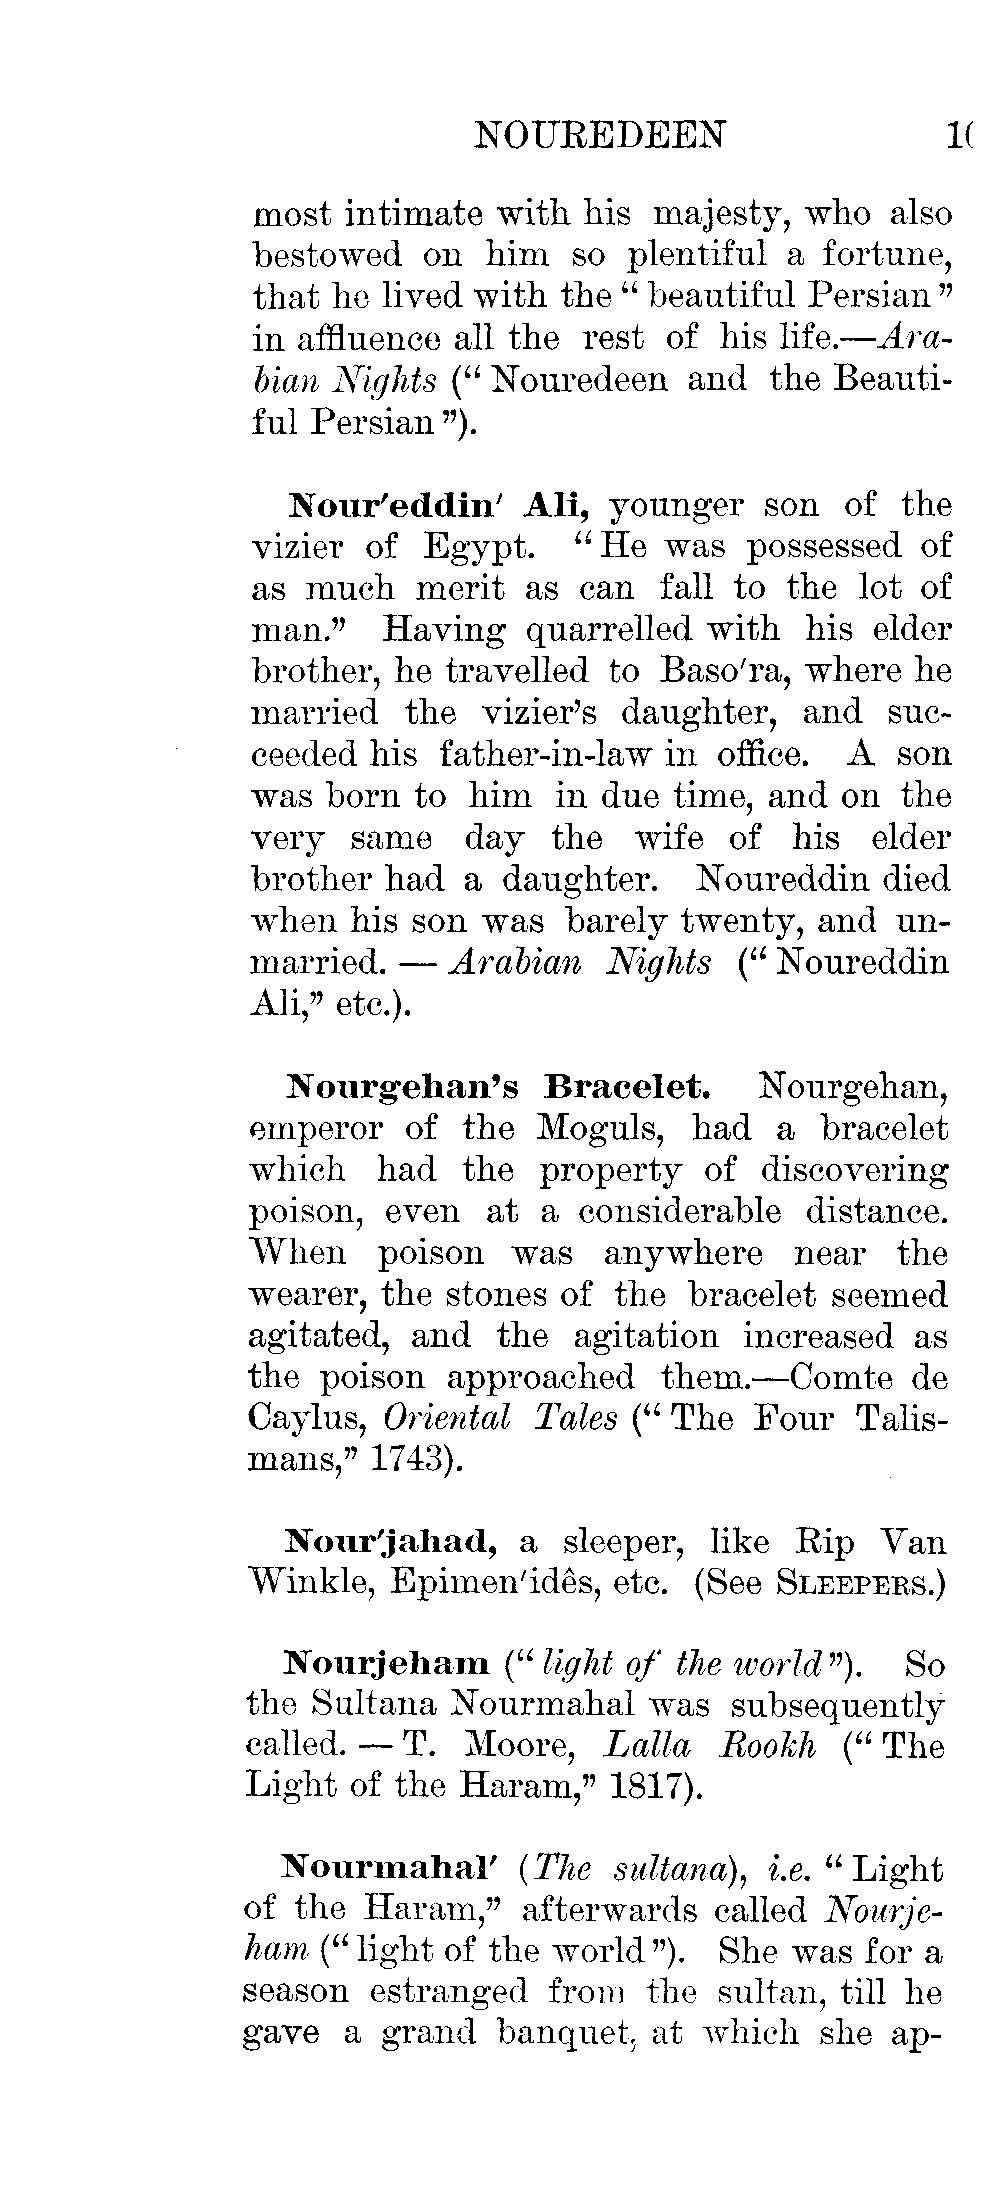 NOUREDEEN
most intimate with his majesty, who also
bestowed on him so plentiful a fortune,
that he lived with the “ beautiful Persian ”
in affluence all the rest of his life.—Ara-
bian Nights (“ Nouredeen and the Beauti-
ful Persian ”).
Nour′eddin′ Ali, younger son of the
vizier of Egypt. “ He was possessed of
as much merit as can fall to the lot of
man.” Having quarrelled with his elder
brother, he travelled to Baso′ra, where he
married the vizier’s daughter, and suc-
ceeded his father-in-law in office. A son
was born to him in due time, and on the
very same day the wife of his elder
brother had a daughter. Noureddin died
when his son was barely twenty, and un-
married. — Arabian Nights (“ Noureddin
Ali,” etc.).
Nourgehan’s Bracelet. Nourgehan,
emperor of the Moguls, had a bracelet
which had the property of discovering
poison, even at a considerable distance.
When poison was anywhere near the
wearer, the stones of the bracelet seemed
agitated, and the agitation increased as
the poison approached them.—Comte de
Caylus, Oriental Tales (“ The Four Talis-
mans,” 1743).
Nour′jahad, a sleeper, like Rip Van
Winkle, Epimen′idês, etc. (See SLEEPERS.)
Nourjeham (“ light of the world ”). So
the Sultana Nourmahal was subsequently
called. — T. Moore, Lalla Rookh (“ The
Light of the Haram,” 1817).
Nourmahal′ (The sultana), i.e. “ Light
of the Haram,” afterwards called Nourje-
ham (“ light of the world ”). She was for a
season estranged from the sultan, till he
gave a grand banquet, at which she ap-